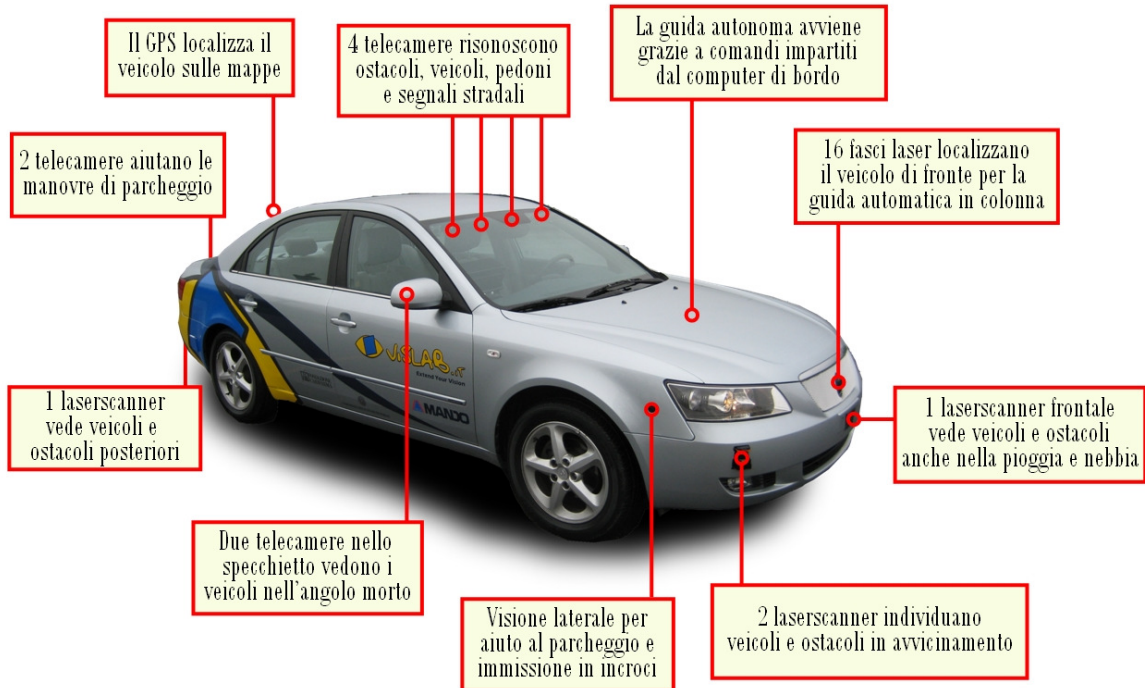 Il GPS localizza il
veicolo sulle mappe
4 telecamere risonoscono
ostacoli, veicoli, pedoni
e segnali stradali
La guida autonoma avviene
grazie a comandi impartiti
dal computer di bordo
2 telecamere aiutano le
manovre di parcheggio
16 fasci laser localizzano
il veicolo di fronte per la
guida automatica in colonna
VISLAB.it
Extend Your Vision
MANDO
1 laserscanner
vede veicoli e
ostacoli posteriori
1 laserscanner frontale
vede veicoli e ostacoli
anche nella pioggia e nebbia
Due telecamere nello
specchietto vedono i
veicoli nell'angolo morto
Visione laterale per
aiuto al parcheggio e
immissione in incroci
2 laserscanner individuano
veicoli e ostacoli in avvicinamento